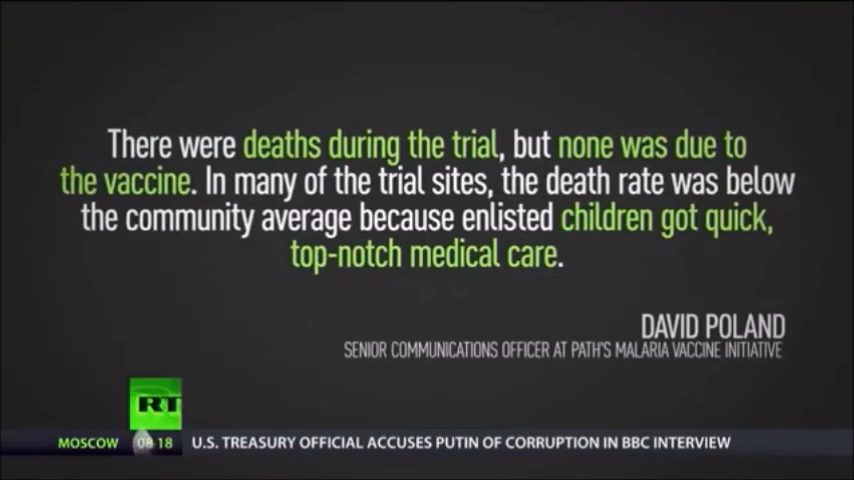 There were deaths during the trial, but none was due to
the vaccine. In many of the trial sites, the death rate was below
the community average because enlisted children got quick,
top-notch medical care.
DAVID POLAND
SENIOR COMMUNICATIONS OFFICER AT PATH'S MALARIA VACCINE INITIATIVE
RT
MOSCOW 08:18 U.S. TREASURY OFFICIAL ACCUSES PUTIN OF CORRUPTION IN BBC INTERVIEW